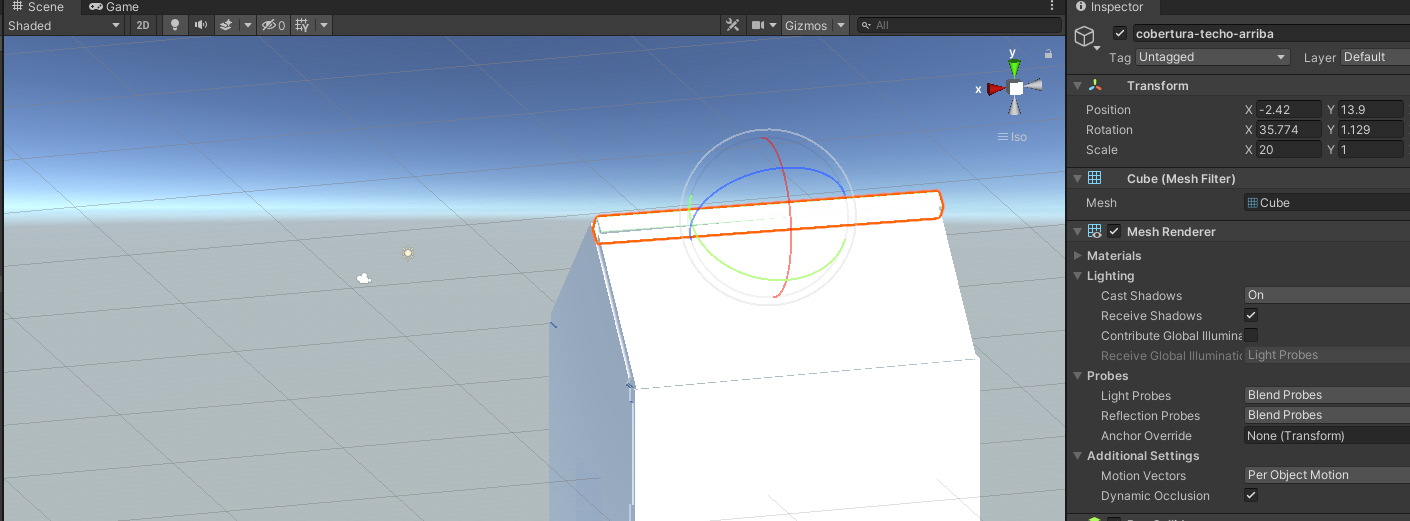 Scene Game
Inspector
Shaded 2D 0 Gizmos All
cobertura-techo-arriba
Tag Untagged Layer Default
y
x
Iso
Transform
Position X -2.42 Y 13.9
Rotation X 35.774 Y 1.129
Scale X 20 Y 1
Cube (Mesh Filter)
Mesh Cube
Mesh Renderer
Materials
Lighting
Cast Shadows On
Receive Shadows
Contribute Global Illumina
Receive Global Illuminati Light Probes
Probes
Light Probes Blend Probes
Reflection Probes Blend Probes
Anchor Override None (Transform)
Additional Settings
Motion Vectors Per Object Motion
Dynamic Occlusion